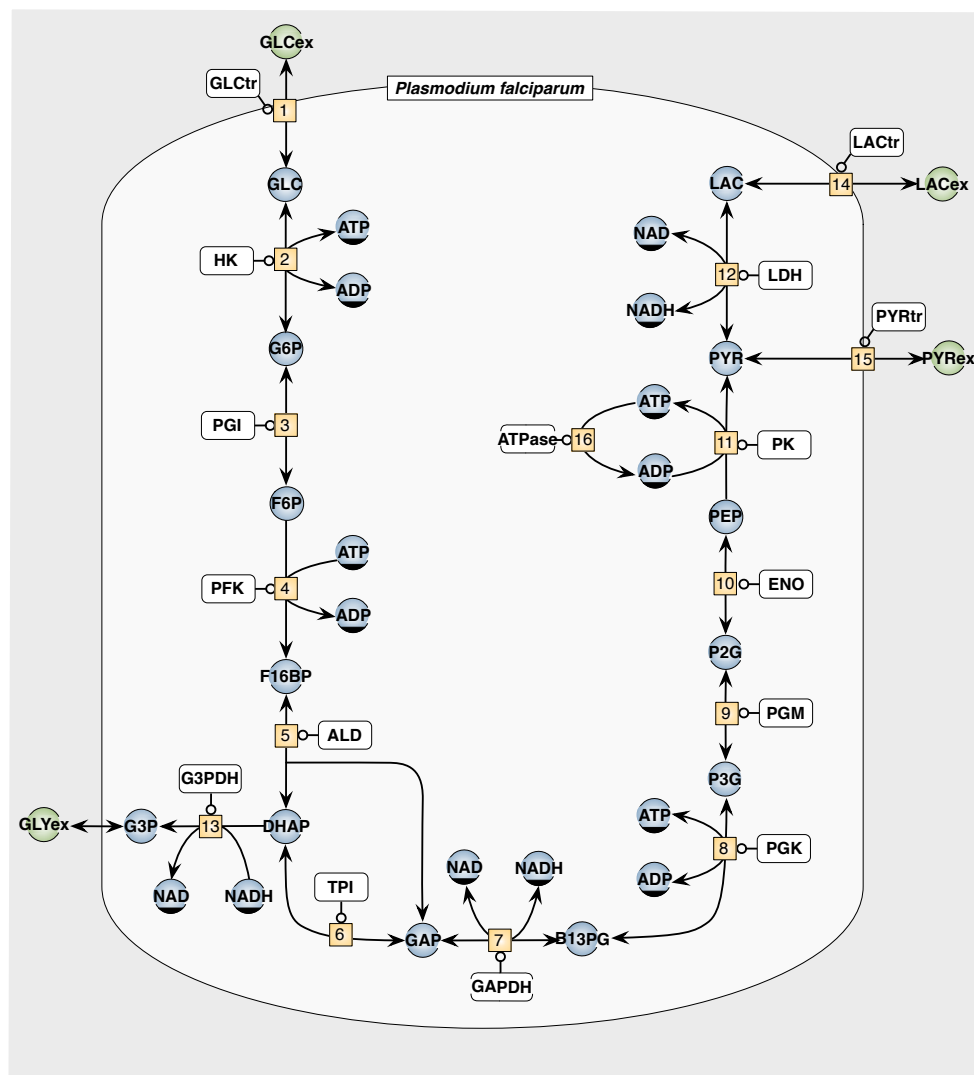 GLCex
GLCtr
1
Plasmodium falciparum
GLC
ATP
HK
2
ADP
G6P
PGI
3
F6P
ATP
PFK
4
ADP
F16BP
5
ALD
G3PDH
GLYex
G3P
13
DHAP
NAD
NADH
TPI
6
GAP
NAD
NADH
7
B13PG
GAPDH
LACtr
LAC
14
LACex
NAD
12
LDH
NADH
PYRtr
PYR
15
PYRex
ATP
ATPase
16
11
PK
ADP
PEP
10
ENO
P2G
9
PGM
P3G
ATP
8
PGK
ADP